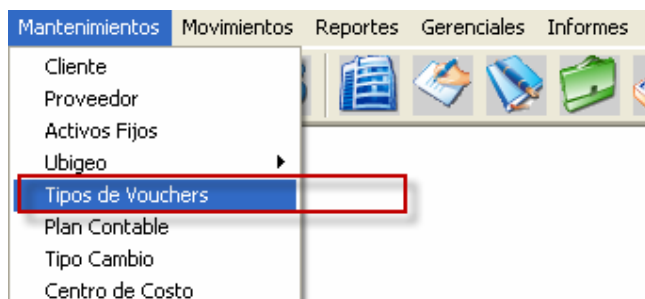 Mantenimientos Movimientos Reportes Gerenciales Informes
Cliente
Proveedor
Activos Fijos
Ubigeo
Tipos de Vouchers
Plan Contable
Tipo Cambio
Centro de Costo